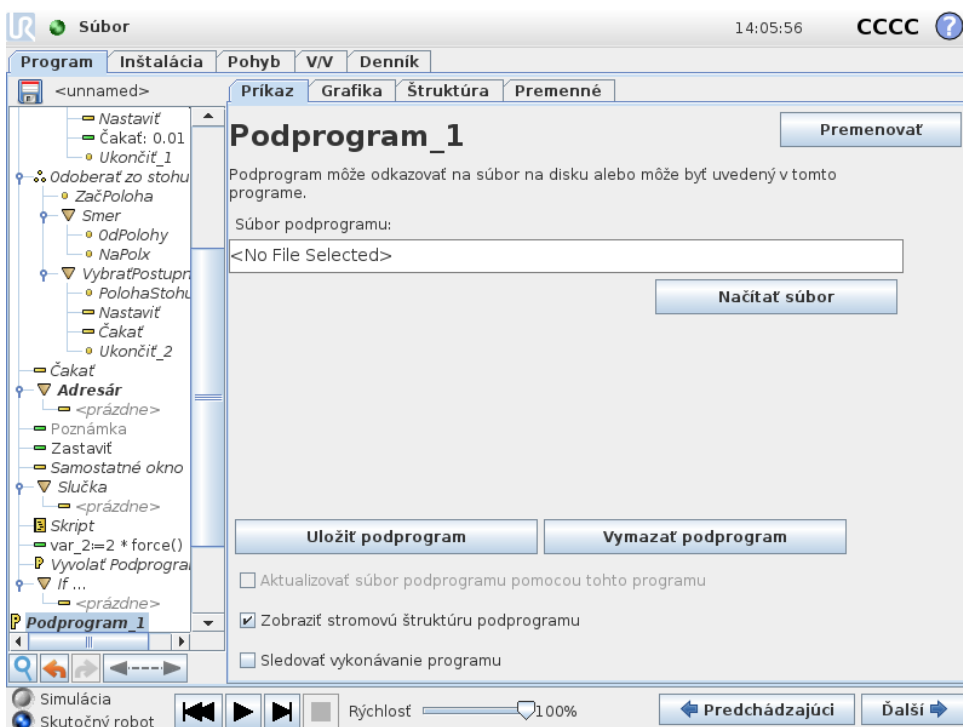 UR Súbor 14:05:56 CCCC ?
Program Inštalácia Pohyb V/V Denník
<unnamed> Príkaz Grafika Štruktúra Premenné
Nastaviť
Čakať: 0.01
Ukončiť_1
Odoberať zo stohu
ZačPoloha
Smer
OdPolohy
NaPolx
VybraťPostupn
PolohaStohu
Nastaviť
Čakať
Ukončiť_2
Čakať
Adresár
<prázdne>
Poznámka
Zastaviť
Samostatné okno
Slučka
<prázdne>
Skript
var_2:=2 * force()
P Vyvolať Podprogra
If ...
<prázdne>
P Podprogram_1
Podprogram_1
Premenovať
Podprogram môže odkazovať na súbor na disku alebo môže byť uvedený v tomto
programe.
Súbor podprogramu:
<No File Selected>
Načítať súbor
Uložiť podprogram Vymazať podprogram
Aktualizovať súbor podprogramu pomocou tohto programu
Zobraziť stromovú štruktúru podprogramu
Sledovať vykonávanie programu
Simulácia
Skutočný robot
Rýchlosť 100%
Predchádzajúci Ďalší